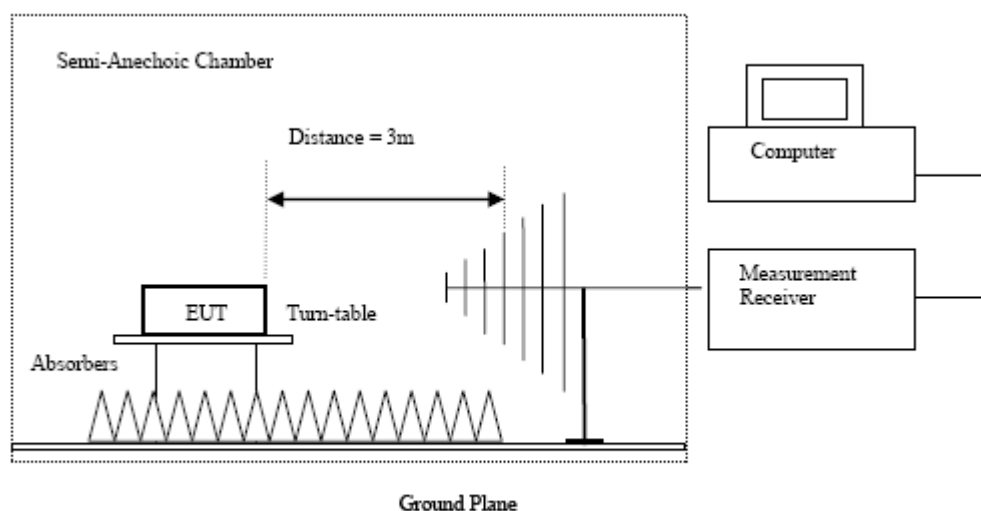 Semi-Anechoic Chamber
Distance = 3m
Computer
Measurement
Receiver
EUT
Turn-table
Absorbers
Ground Plane